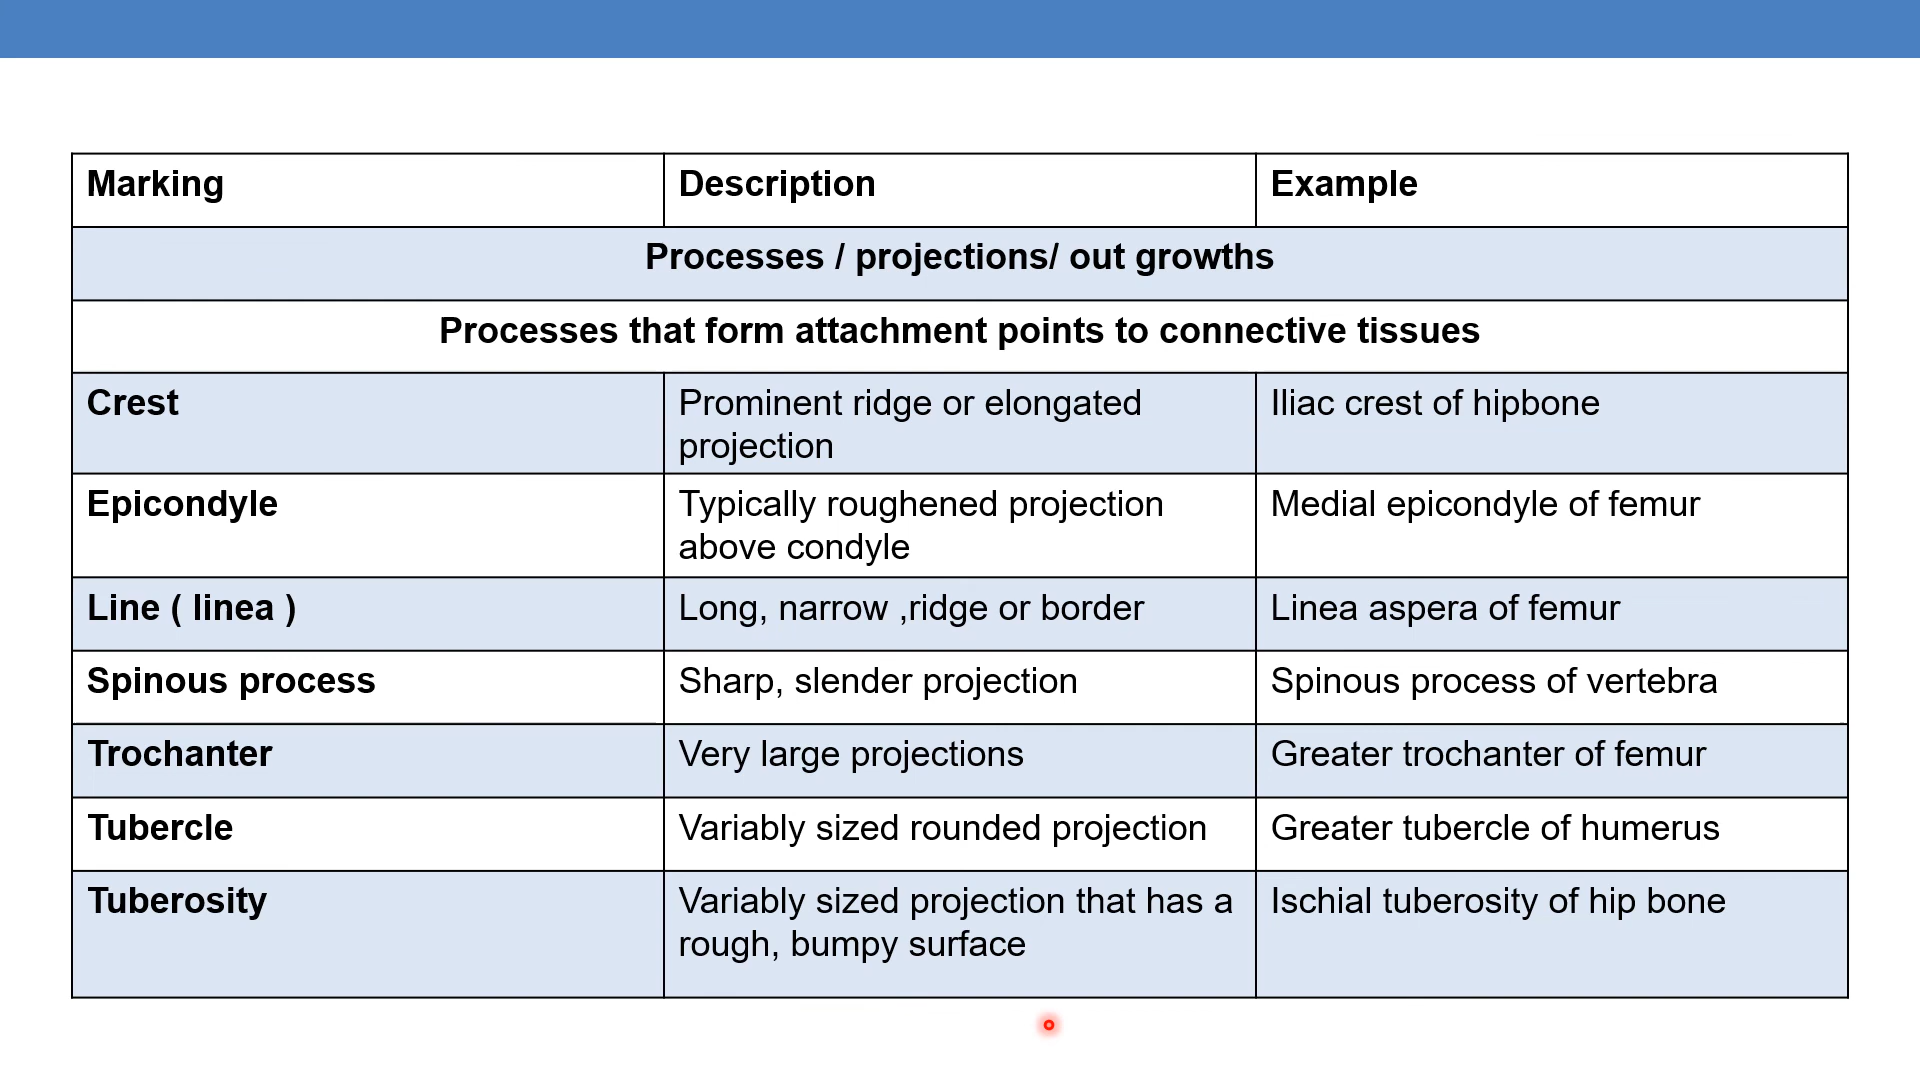 Marking Description Example
Processes / projections/ out growths
Processes that form attachment points to connective tissues
Crest Prominent ridge or elongated Iliac crest of hipbone
projection
Epicondyle Typically roughened projection Medial epicondyle of femur
above condyle
Line ( linea ) Long, narrow ,ridge or border Linea aspera of femur
Spinous process Sharp, slender projection Spinous process of vertebra
Trochanter Very large projections Greater trochanter of femur
Tubercle Variably sized rounded projection Greater tubercle of humerus
Tuberosity Variably sized projection that has a Ischial tuberosity of hip bone
rough, bumpy surface